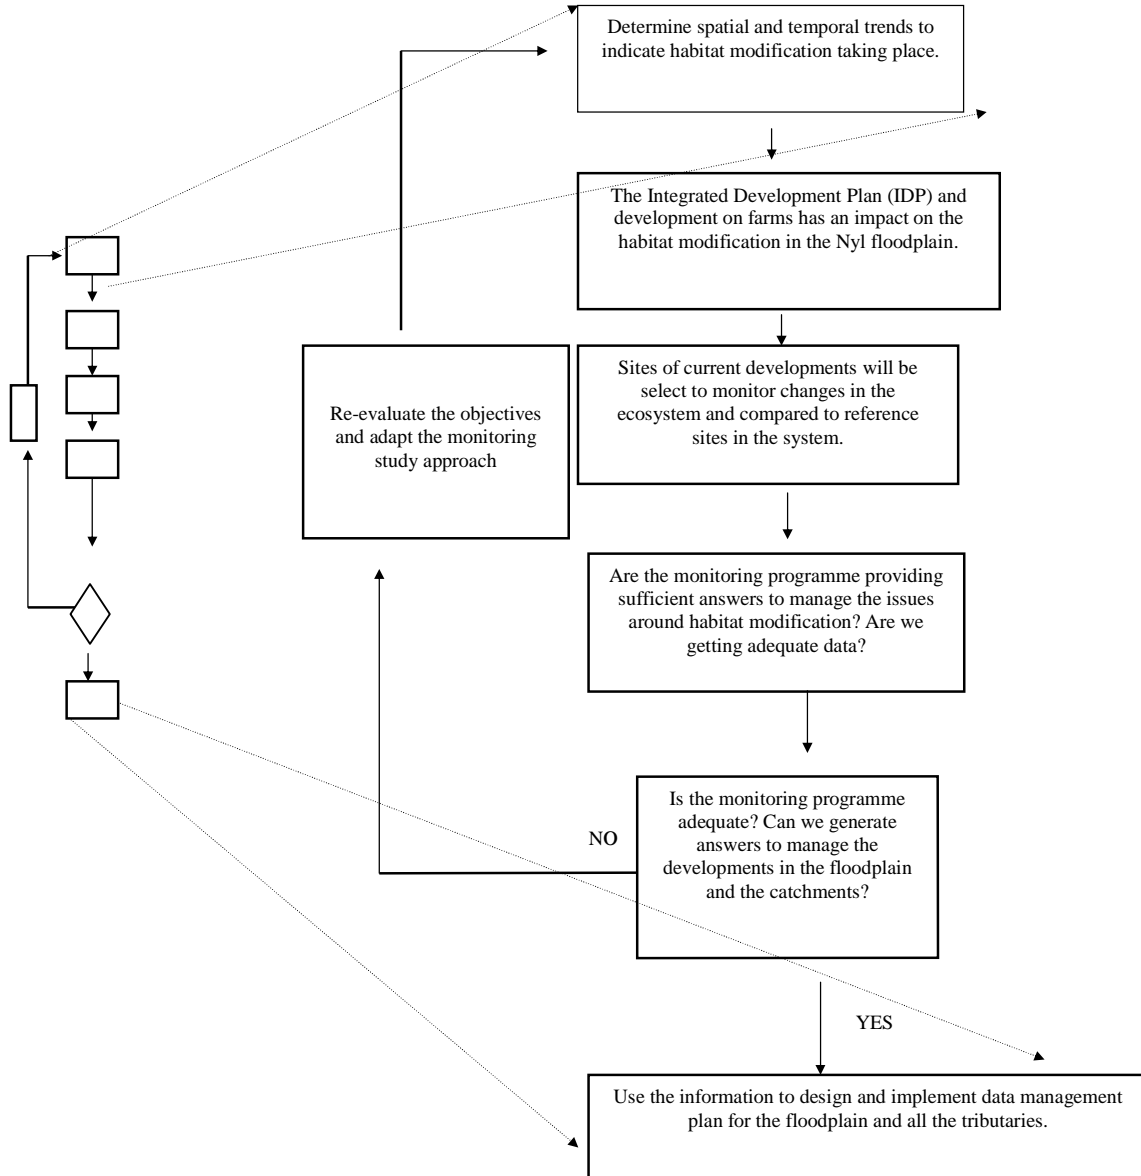 Determine spatial and temporal trends to
indicate habitat modification taking place.
The Integrated Development Plan (IDP) and
development on farms has an impact on the
habitat modification in the Nyl floodplain.
Sites of current developments will be
select to monitor changes in the
ecosystem and compared to reference
sites in the system.
Re-evaluate the objectives
and adapt the monitoring
study approach
Are the monitoring programme providing
sufficient answers to manage the issues
around habitat modification? Are we
getting adequate data?
Is the monitoring programme
adequate? Can we generate
answers to manage the
developments in the floodplain
and the catchments?
NO
YES
Use the information to design and implement data management
plan for the floodplain and all the tributaries.